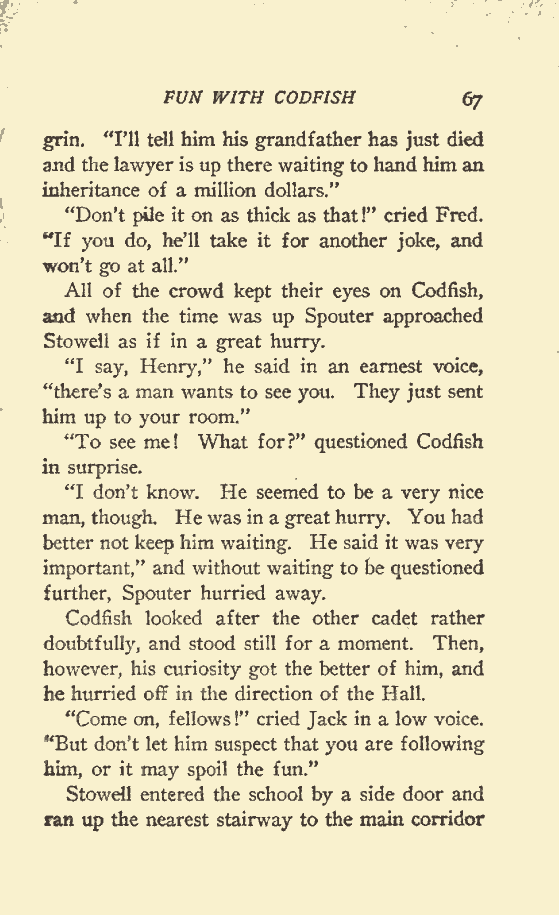 FUN WITH CODFISH 67
grin. "I'll tell him his grandfather has just died
and the lawyer is up there waiting to hand him an
inheritance of a million dollars."
"Don't pile it on as thick as that!" cried Fred.
"If you do, he'll take it for another joke, and
won't go at all."
All of the crowd kept their eyes on Codfish,
and when the time was up Spouter approached
Stowell as if in a great hurry.
"I say, Henry," he said in an earnest voice,
"there's a man wants to see you. They just sent
him up to your room."
"To see me! What for?" questioned Codfish
in surprise.
"I don't know. He seemed to be a very nice
man, though. He was in a great hurry. You had
better not keep him waiting. He said it was very
important," and without waiting to be questioned
further, Spouter hurried away.
Codfish looked after the other cadet rather
doubtfully, and stood still for a moment. Then,
however, his curiosity got the better of him, and
he hurried off in the direction of the Hall.
"Come on, fellows!" cried Jack in a low voice.
"But don't let him suspect that you are following
him, or it may spoil the fun."
Stowell entered the school by a side door and
ran up the nearest stairway to the main corridor